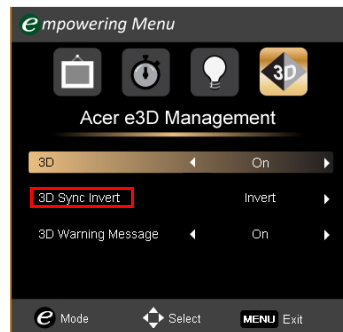 e mpowering Menu
3D
Acer e3D Management
3D On
3D Sync Invert Invert
3D Warning Message On
e Mode Select MENU Exit